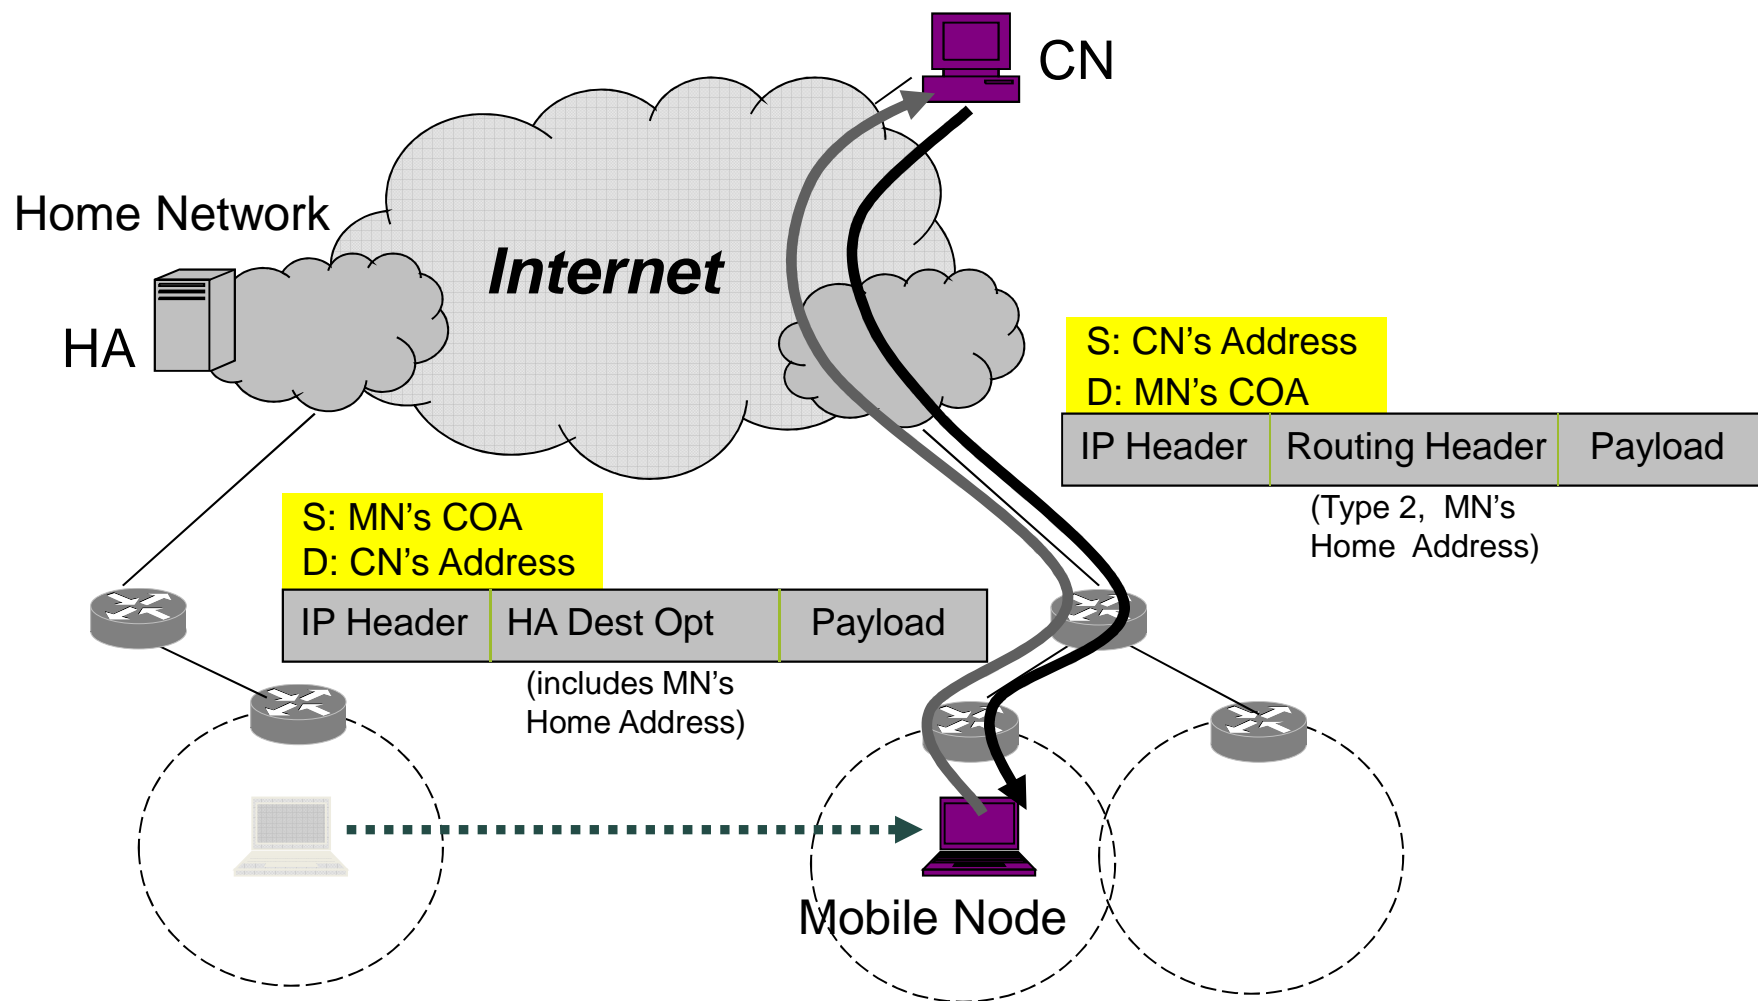 CN
Home Network
Internet
HA
S: CN's Address
D: MN's COA
IP Header Routing Header Payload
(Type 2, MN's
Home Address)
S: MN's COA
D: CN's Address
IP Header HA Dest Opt Payload
(includes MN's
Home Address)
Mobile Node